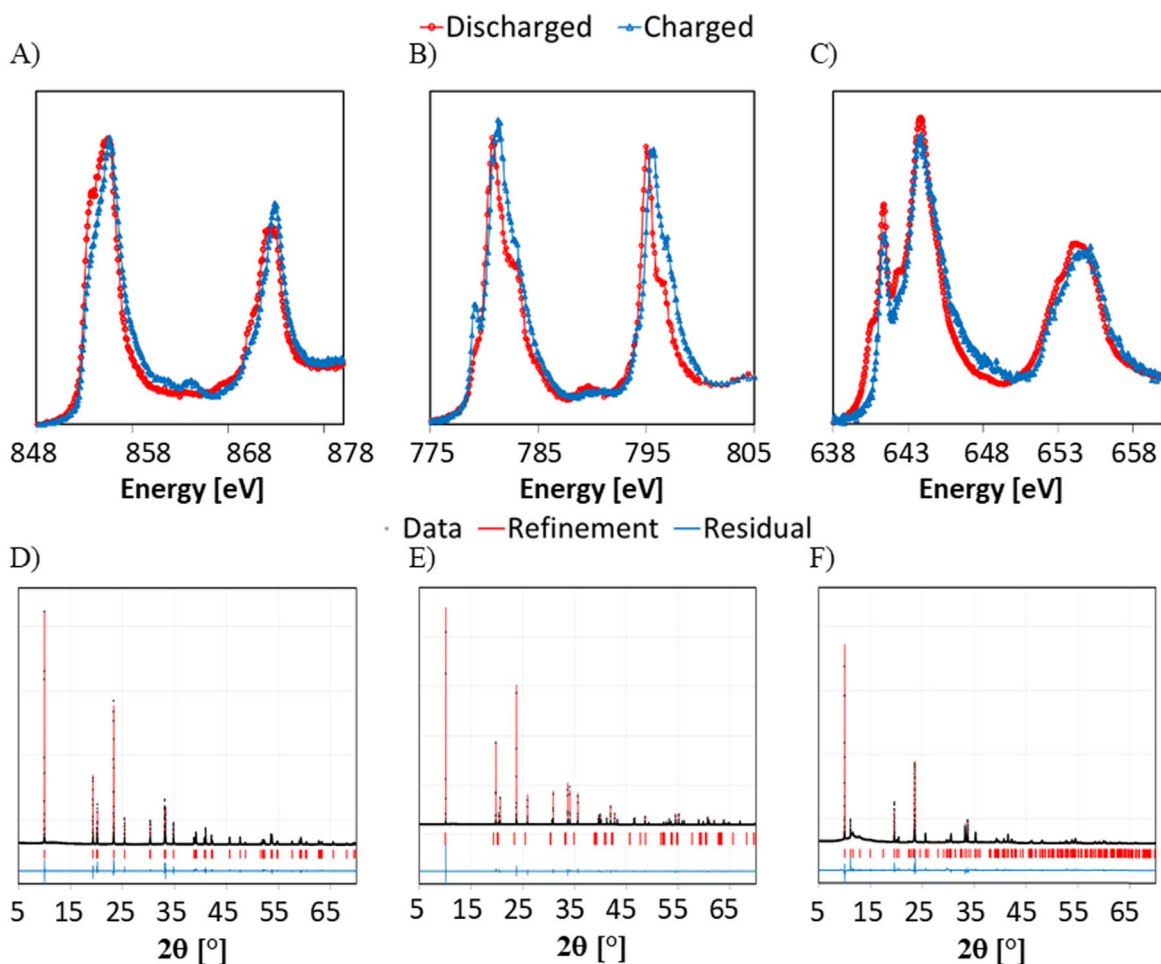 Discharged Charged
A) B) C)
848 858 868 878 775 785 795 805 638 643 648 653 658
Energy [eV] Energy [eV] Energy [eV]
Data Refinement Residual
D) E) F)
5 15 25 35 45 55 65 5 15 25 35 45 55 65 5 15 25 35 45 55 65
2θ [°] 2θ [°] 2θ [°]